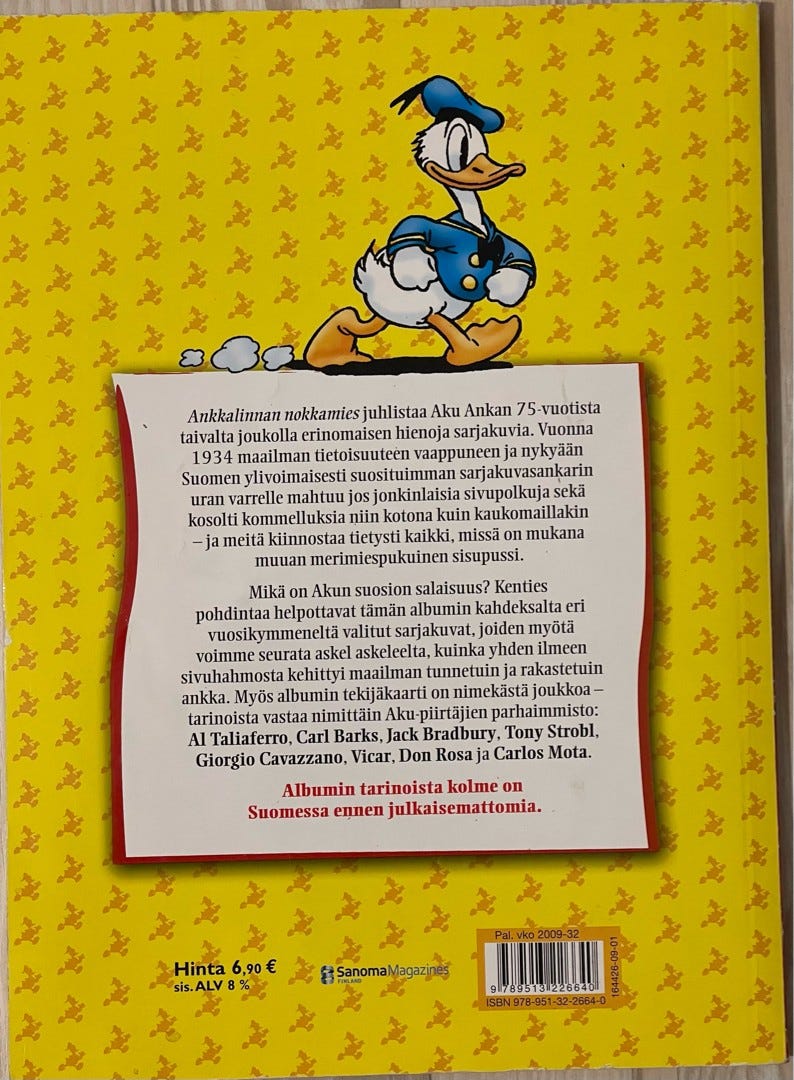 Ankkalinnan nokkamies juhlistaa Aku Ankan 75-vuotista
taivalta joukolla erinomaisen hienoja sarjakuvia. Vuonna
1934 maailman tietoisuuteen vaappuneen ja nykyään
Suomen ylivoimaisesti suosituimman sarjakuvasankarin
uran varrelle mahtuu jos jonkinlaisia sivupolkuja sekä
kosolti kommelluksia niin kotona kuin kaukomaillakin
– ja meitä kiinnostaa tietysti kaikki, missä on mukana
muuan merimiespukuinen sisupussi.
Mikä on Akun suosion salaisuus? Kenties
pohdintaa helpottavat tämän albumin kahdeksalta eri
vuosikymmeneltä valitut sarjakuvat, joiden myötä
voimme seurata askel askeleelta, kuinka yhden ilmeen
sivuhahmosta kehittyi maailman tunnetuin ja rakastetuin
ankka. Myös albumin tekijäkaarti on nimekästä joukkoa –
tarinoista vastaa nimittäin Aku-piirtäjien parhaimmisto:
Al Taliaferro, Carl Barks, Jack Bradbury, Tony Strobl,
Giorgio Cavazzano, Vicar, Don Rosa ja Carlos Mota.
Albumin tarinoista kolme on
Suomessa ennen julkaisemattomia.
Hinta 6,90 €
sis. ALV 8 %
SanomaMagazines
FINLAND
Pal. vko 2009-32
9 789513 226640
ISBN 978-951-32-2664-0
164426-09-01